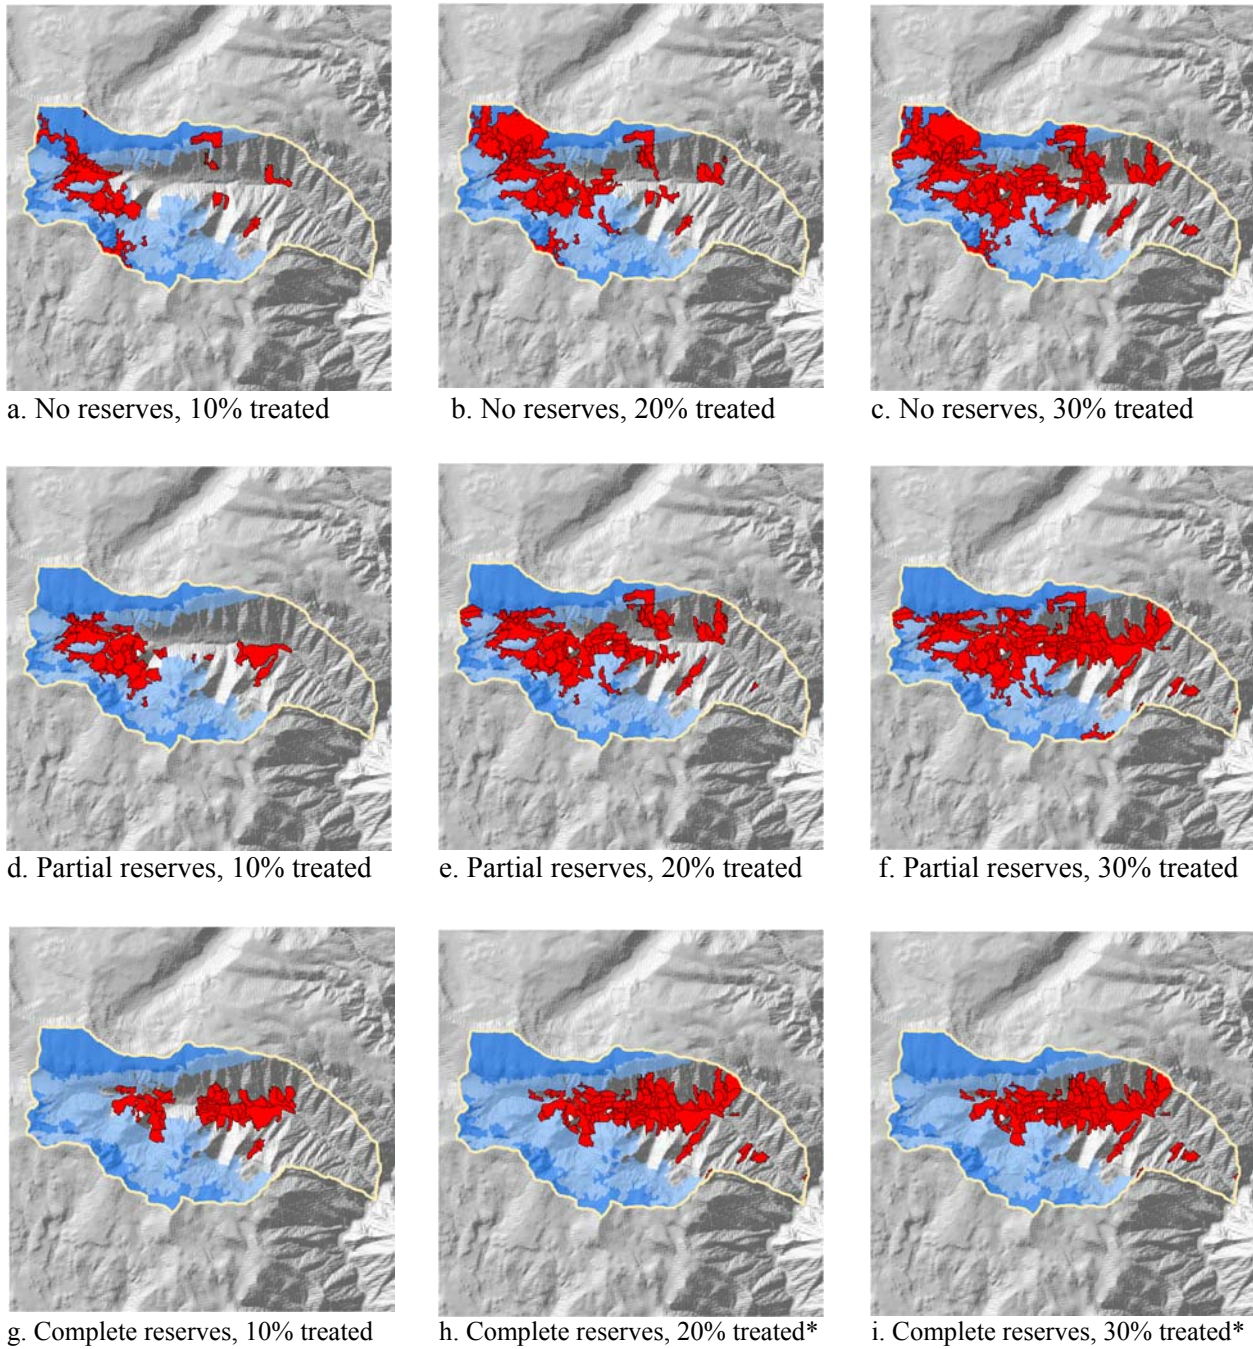 a. No reserves, 10% treated
b. No reserves, 20% treated
c. No reserves, 30% treated
d. Partial reserves, 10% treated
e. Partial reserves, 20% treated
f. Partial reserves, 30% treated
g. Complete reserves, 10% treated
h. Complete reserves, 20% treated*
i. Complete reserves, 30% treated*